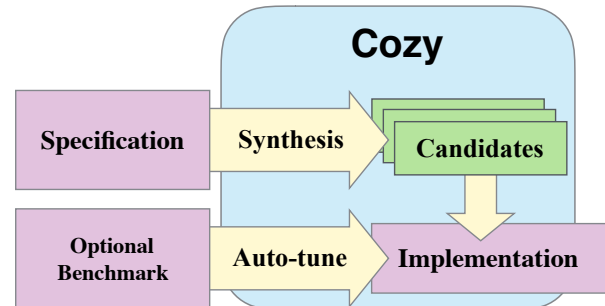 Cozy
Specification
Synthesis
Candidates
Optional
Benchmark
Auto-tune
Implementation